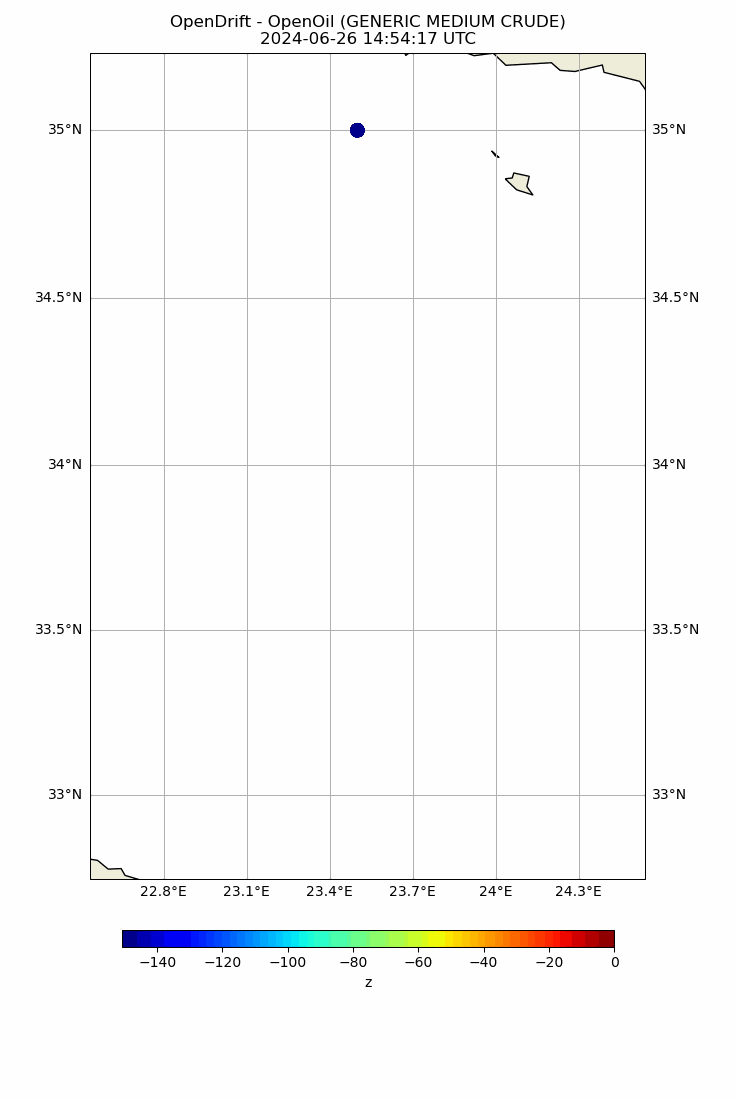 OpenDrift - OpenOil (GENERIC MEDIUM CRUDE)
2024-06-26 14:54:17 UTC
35°N 35°N
34.5°N 34.5°N
34°N 34°N
33.5°N 33.5°N
33°N 33°N
22.8°E 23.1°E 23.4°E 23.7°E 24°E 24.3°E
−140 −120 −100 −80 −60 −40 −20 0
z